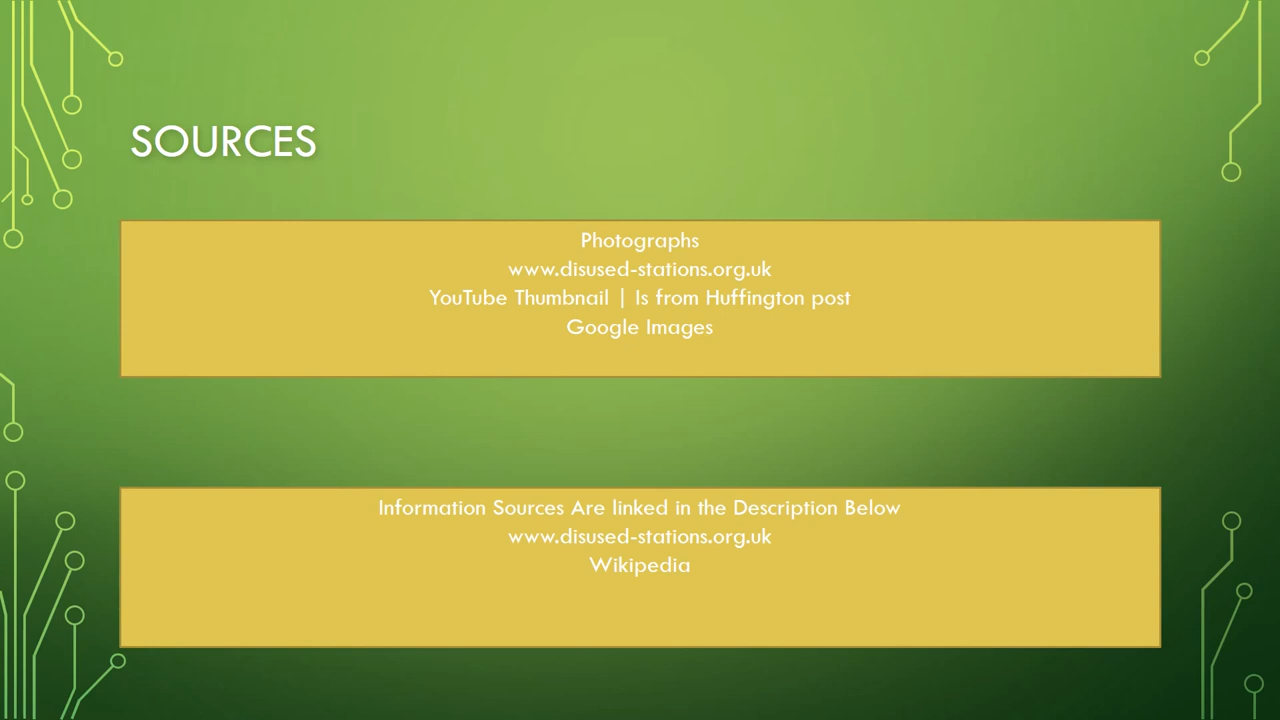 SOURCES
Photographs
www.disused-stations.org.uk
YouTube Thumbnail | Is from Huffington post
Google Images
Information Sources Are linked in the Description Below
www.disused-stations.org.uk
Wikipedia